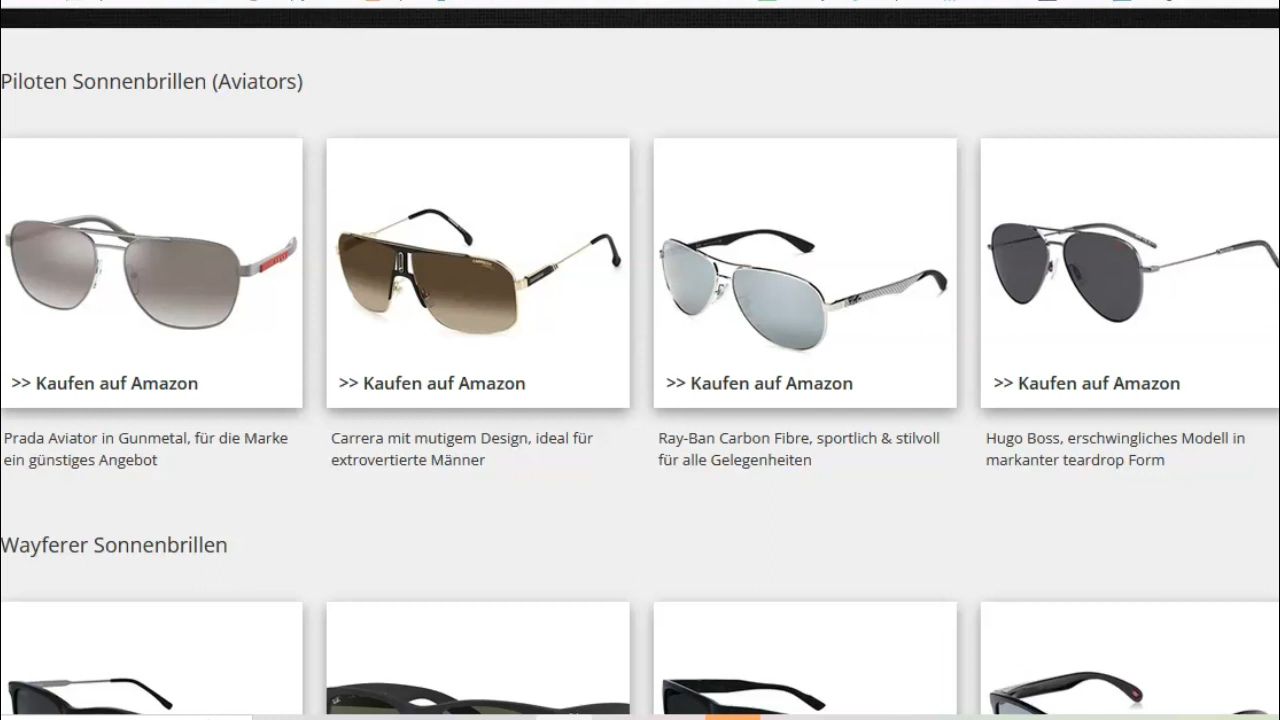 Piloten Sonnenbrillen (Aviators)
>> Kaufen auf Amazon
>> Kaufen auf Amazon
>> Kaufen auf Amazon
>> Kaufen auf Amazon
Prada Aviator in Gunmetal, für die Marke
ein günstiges Angebot
Carrera mit mutigem Design, ideal für
extrovertierte Männer
Ray-Ban Carbon Fibre, sportlich & stilvoll
für alle Gelegenheiten
Hugo Boss, erschwingliches Modell in
markanter teardrop Form
Wayferer Sonnenbrillen